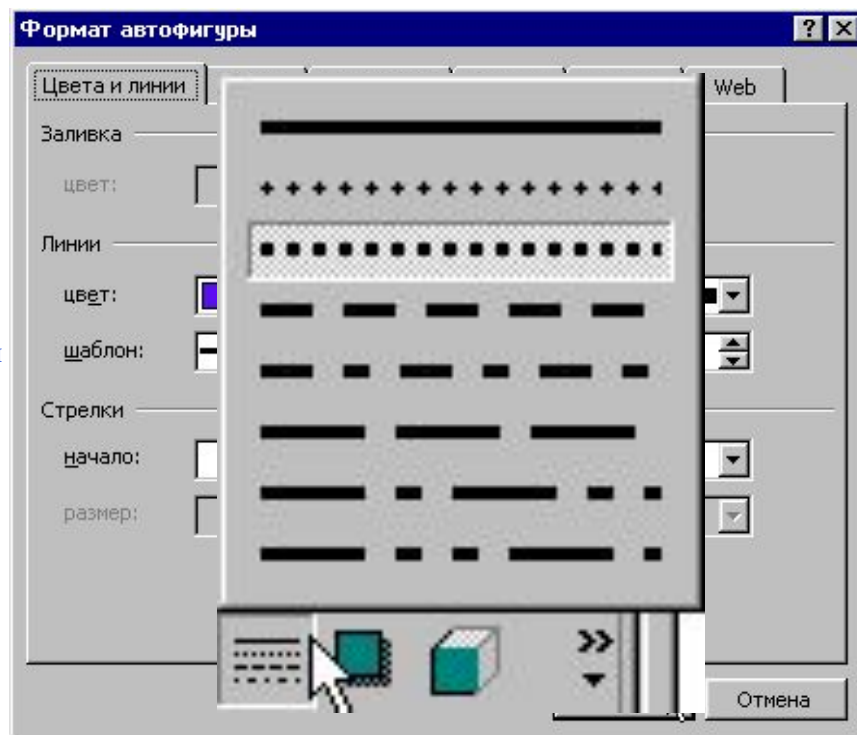 Формат автофигуры
Цвета и линии Web
Заливка
цвет:
Линии
цвет:
шаблон:
Стрелки
начало:
размер:
Отмена